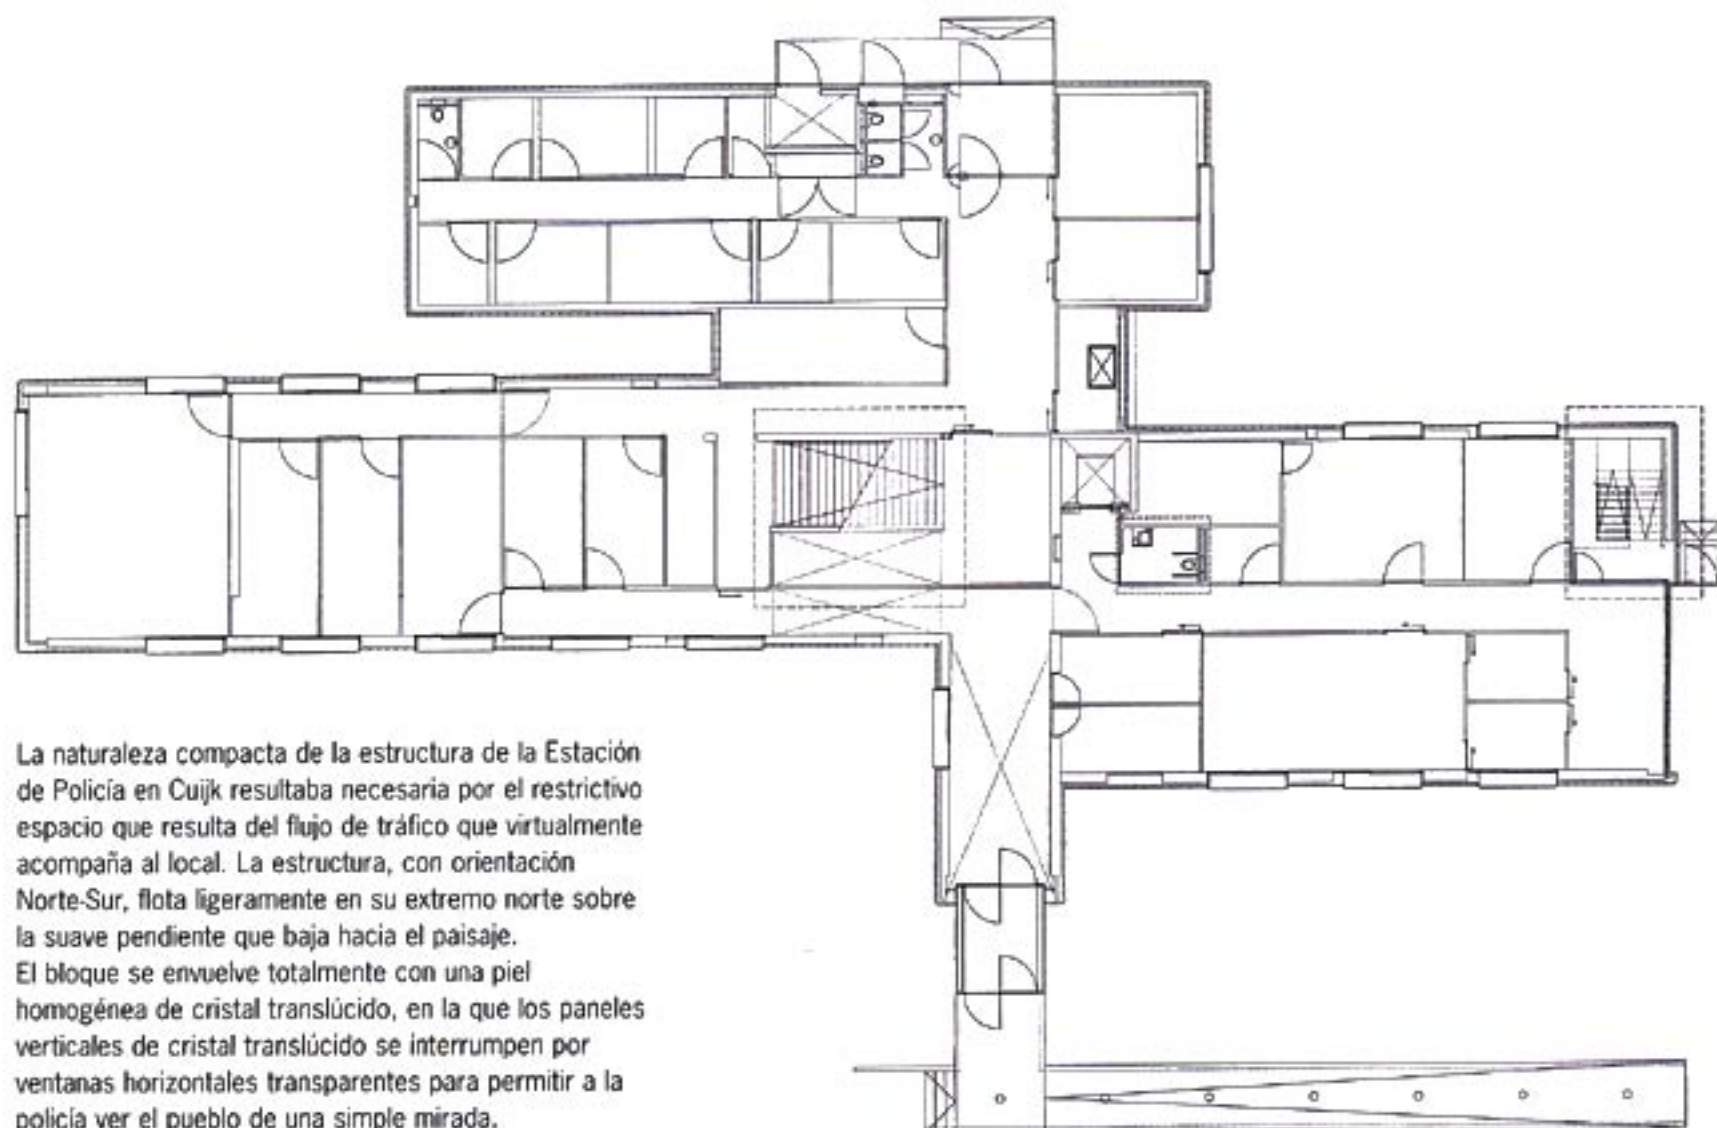 La naturaleza compacta de la estructura de la Estación
de Policía en Cuijk resultaba necesaria por el restrictivo
espacio que resulta del flujo de tráfico que virtualmente
acompaña al local. La estructura, con orientación
Norte-Sur, flota ligeramente en su extremo norte sobre
la suave pendiente que baja hacia el paisaje.
El bloque se envuelve totalmente con una piel
homogénea de cristal translúcido, en la que los paneles
verticales de cristal translúcido se interrumpen por
ventanas horizontales transparentes para permitir a la
policía ver el pueblo de una simple mirada.